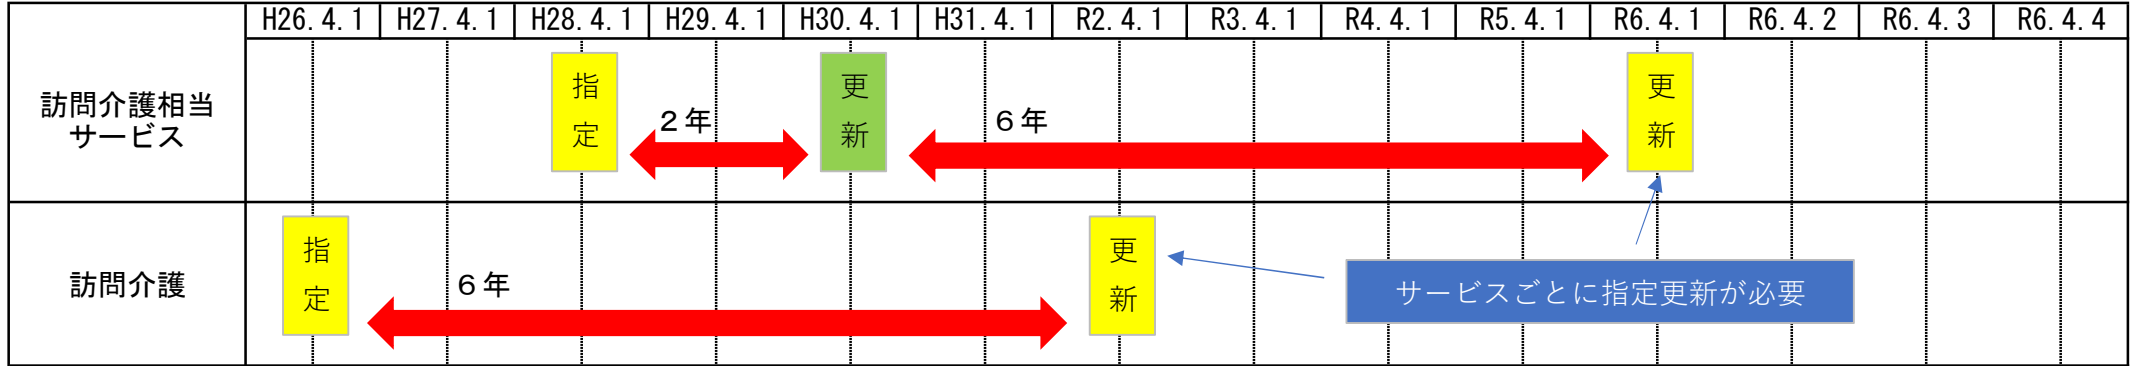 H26.4.1 H27.4.1 H28.4.1 H29.4.1 H30.4.1 H31.4.1 R2.4.1 R3.4.1 R4.4.1 R5.4.1 R6.4.1 R6.4.2 R6.4.3 R6.4.4
訪問介護相当
サービス
指定
２年
更新
６年
更新
訪問介護
指定
６年
更新
サービスごとに指定更新が必要